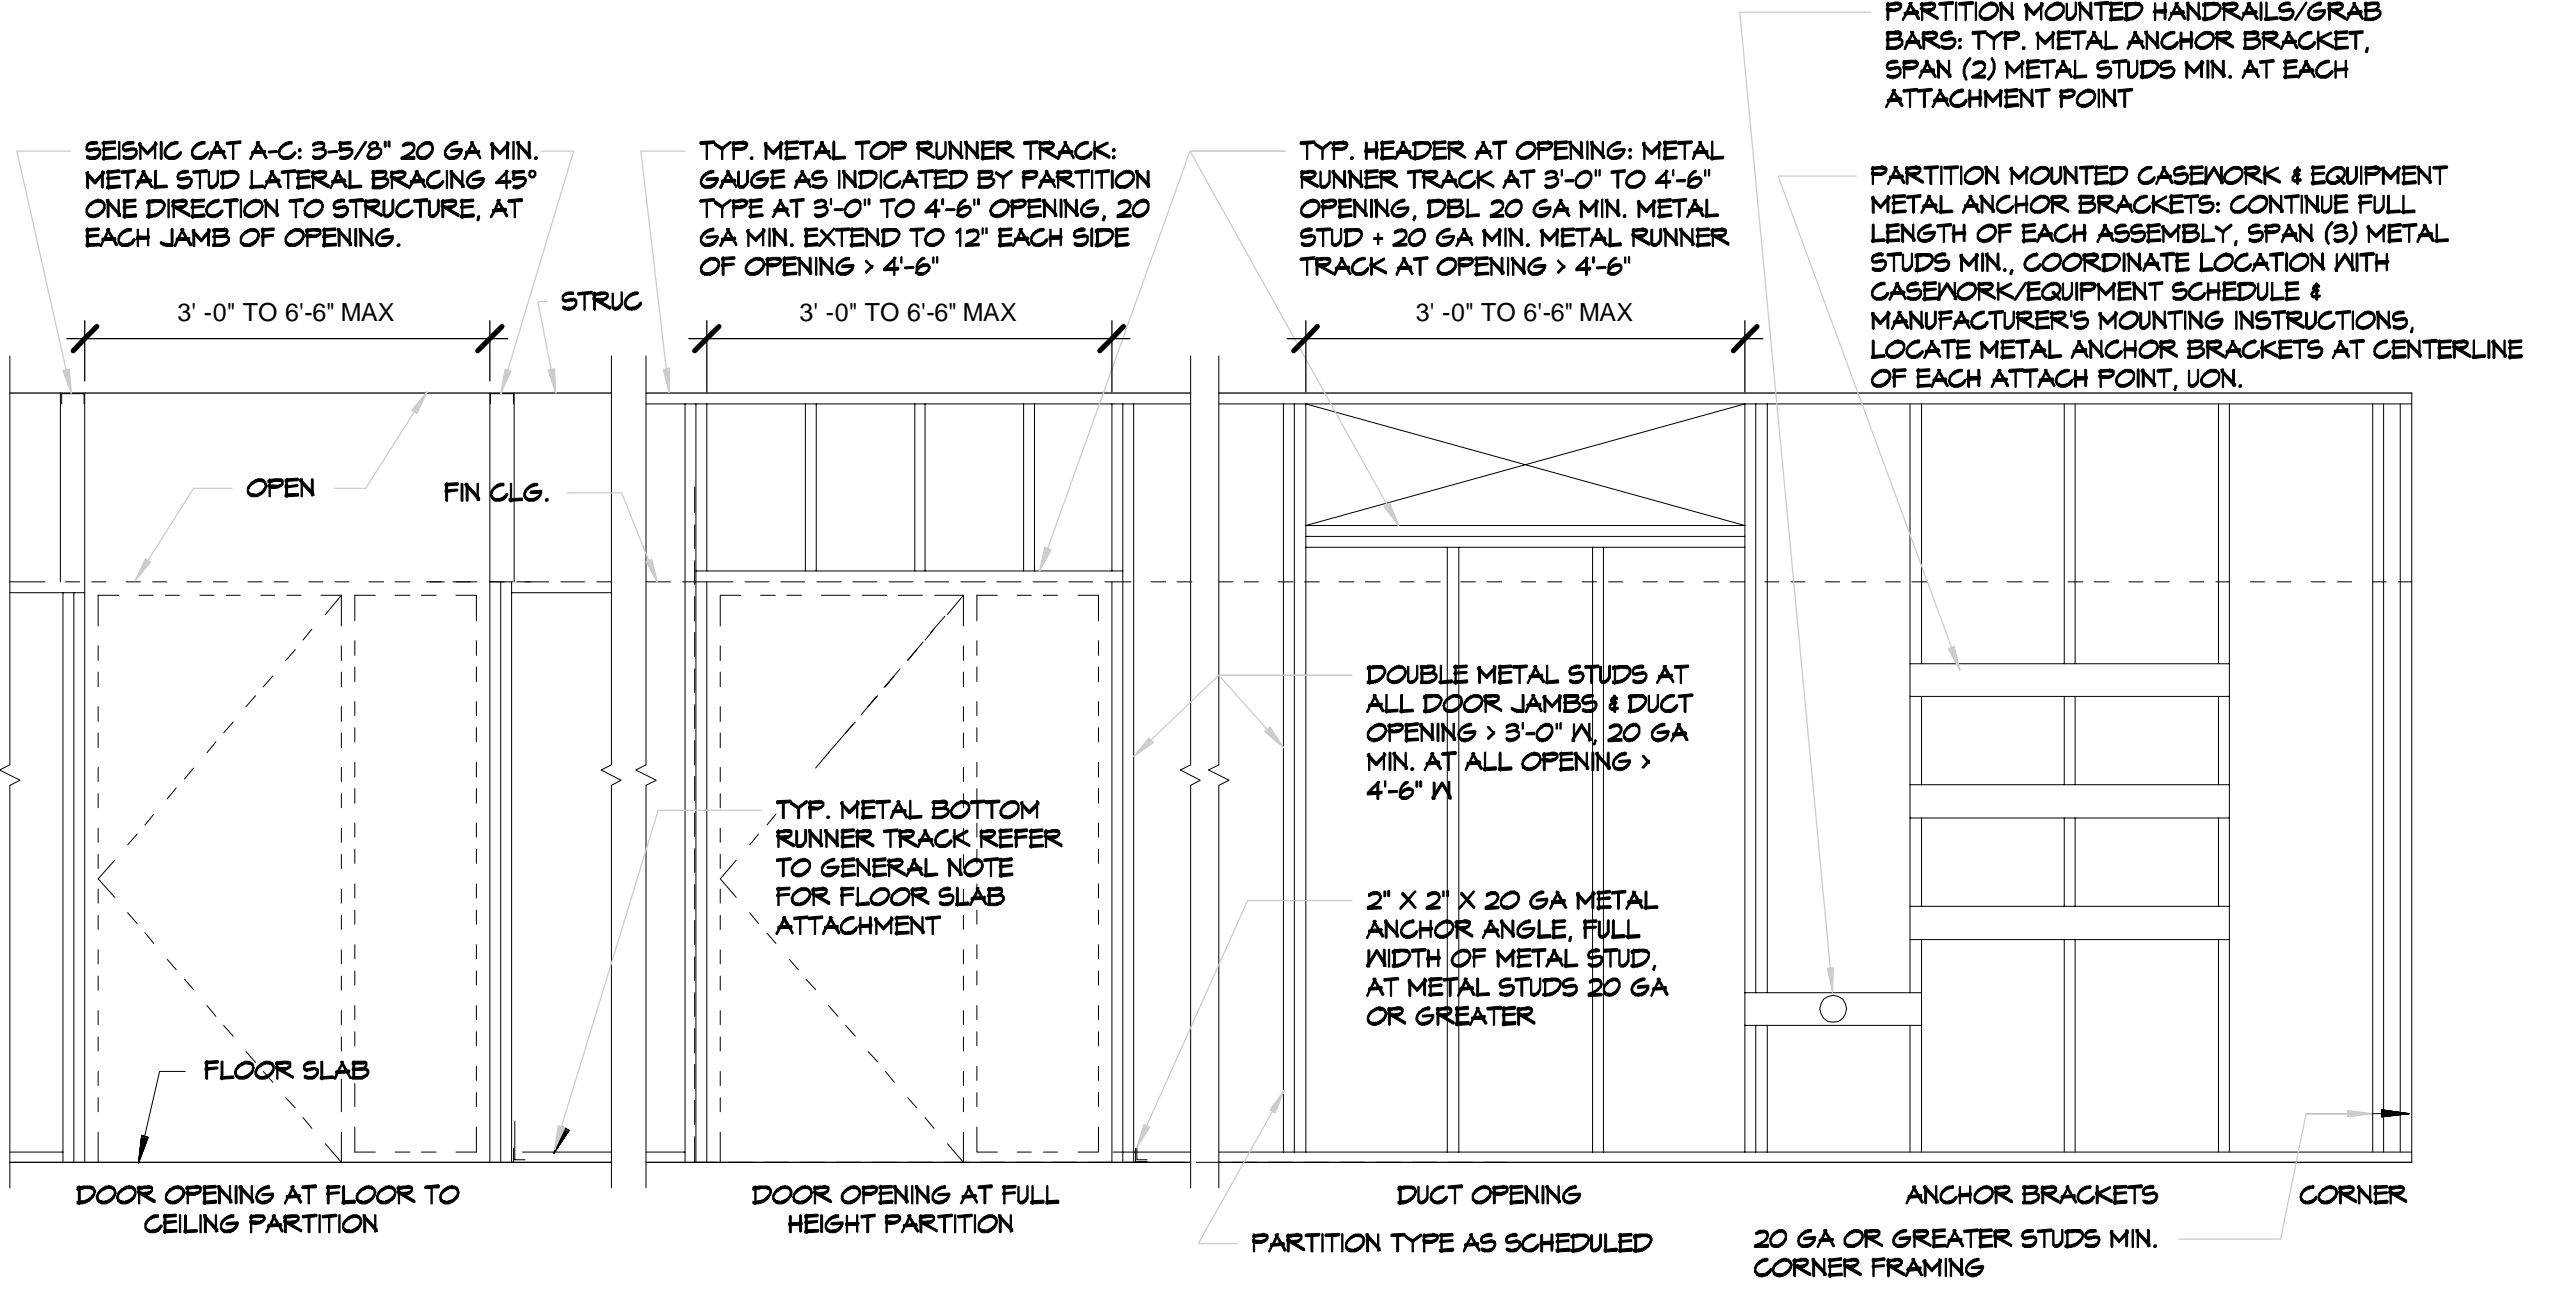 PARTITION MOUNTED HANDRAILS/GRAB
BARS: TYP. METAL ANCHOR BRACKET,
SPAN (2) METAL STUDS MIN. AT EACH
ATTACHMENT POINT
SEISMIC CAT A-C: 3-5/8" 20 GA MIN.
METAL STUD LATERAL BRACING 45°
ONE DIRECTION TO STRUCTURE, AT
EACH JAMB OF OPENING.
TYP. METAL TOP RUNNER TRACK:
GAUGE AS INDICATED BY PARTITION
TYPE AT 3'-0" TO 4'-6" OPENING, 20
GA MIN. EXTEND TO 12" EACH SIDE
OF OPENING > 4'-6"
TYP. HEADER AT OPENING: METAL
RUNNER TRACK AT 3'-0" TO 4'-6"
OPENING, DBL 20 GA MIN. METAL
STUD + 20 GA MIN. METAL RUNNER
TRACK AT OPENING > 4'-6"
PARTITION MOUNTED CASEWORK & EQUIPMENT
METAL ANCHOR BRACKETS: CONTINUE FULL
LENGTH OF EACH ASSEMBLY, SPAN (3) METAL
STUDS MIN., COORDINATE LOCATION WITH
CASEWORK/EQUIPMENT SCHEDULE &
MANUFACTURER'S MOUNTING INSTRUCTIONS,
LOCATE METAL ANCHOR BRACKETS AT CENTERLINE
OF EACH ATTACH POINT, UON.
3' -0" TO 6'-6" MAX
STRUC
3' -0" TO 6'-6" MAX
3' -0" TO 6'-6" MAX
OPEN
FIN CLG.
DOUBLE METAL STUDS AT
ALL DOOR JAMBS & DUCT
OPENING > 3'-0" W, 20 GA
MIN. AT ALL OPENING >
4'-6" W
TYP. METAL BOTTOM
RUNNER TRACK REFER
TO GENERAL NOTE
FOR FLOOR SLAB
ATTACHMENT
2" X 2" X 20 GA METAL
ANCHOR ANGLE, FULL
WIDTH OF METAL STUD,
AT METAL STUDS 20 GA
OR GREATER
FLOOR SLAB
DOOR OPENING AT FLOOR TO
CEILING PARTITION
DOOR OPENING AT FULL
HEIGHT PARTITION
DUCT OPENING
ANCHOR BRACKETS
CORNER
PARTITION TYPE AS SCHEDULED
20 GA OR GREATER STUDS MIN.
CORNER FRAMING